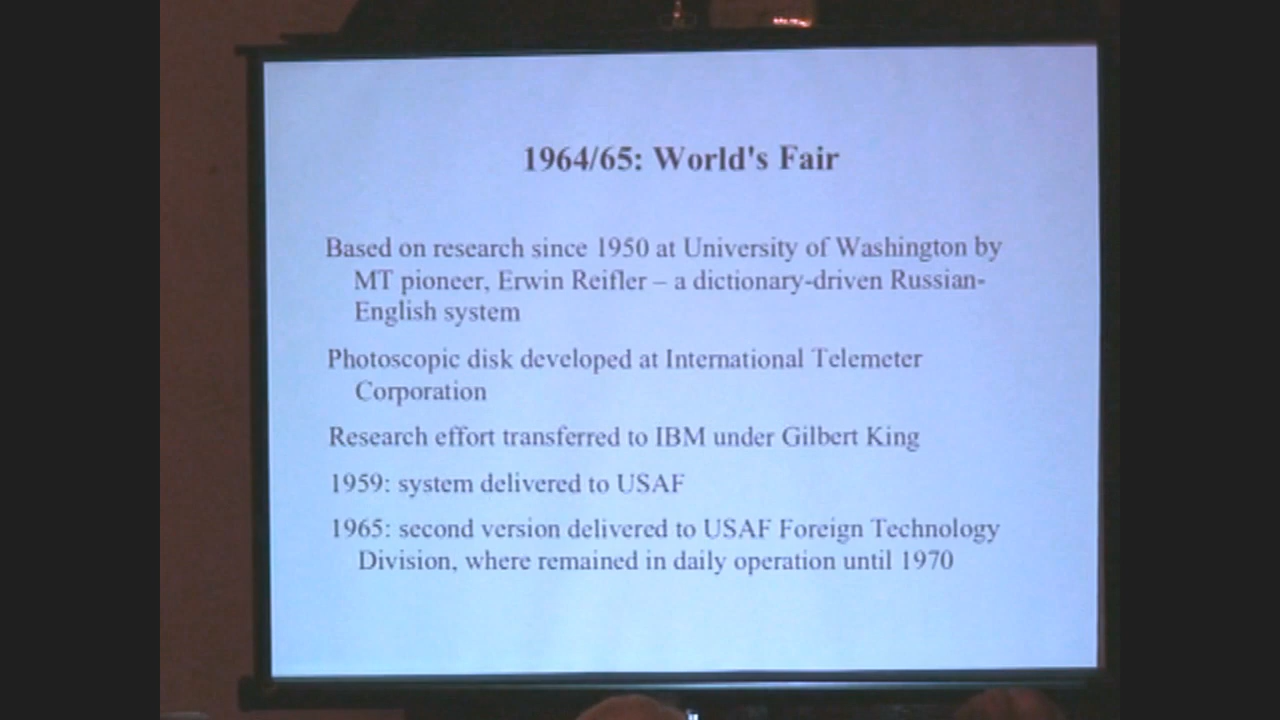 1964/65: World's Fair
Based on research since 1950 at University of Washington by
MT pioneer, Erwin Reifler – a dictionary-driven Russian-
English system
Photoscopic disk developed at International Telemeter
Corporation
Research effort transferred to IBM under Gilbert King
1959: system delivered to USAF
1965: second version delivered to USAF Foreign Technology
Division, where remained in daily operation until 1970